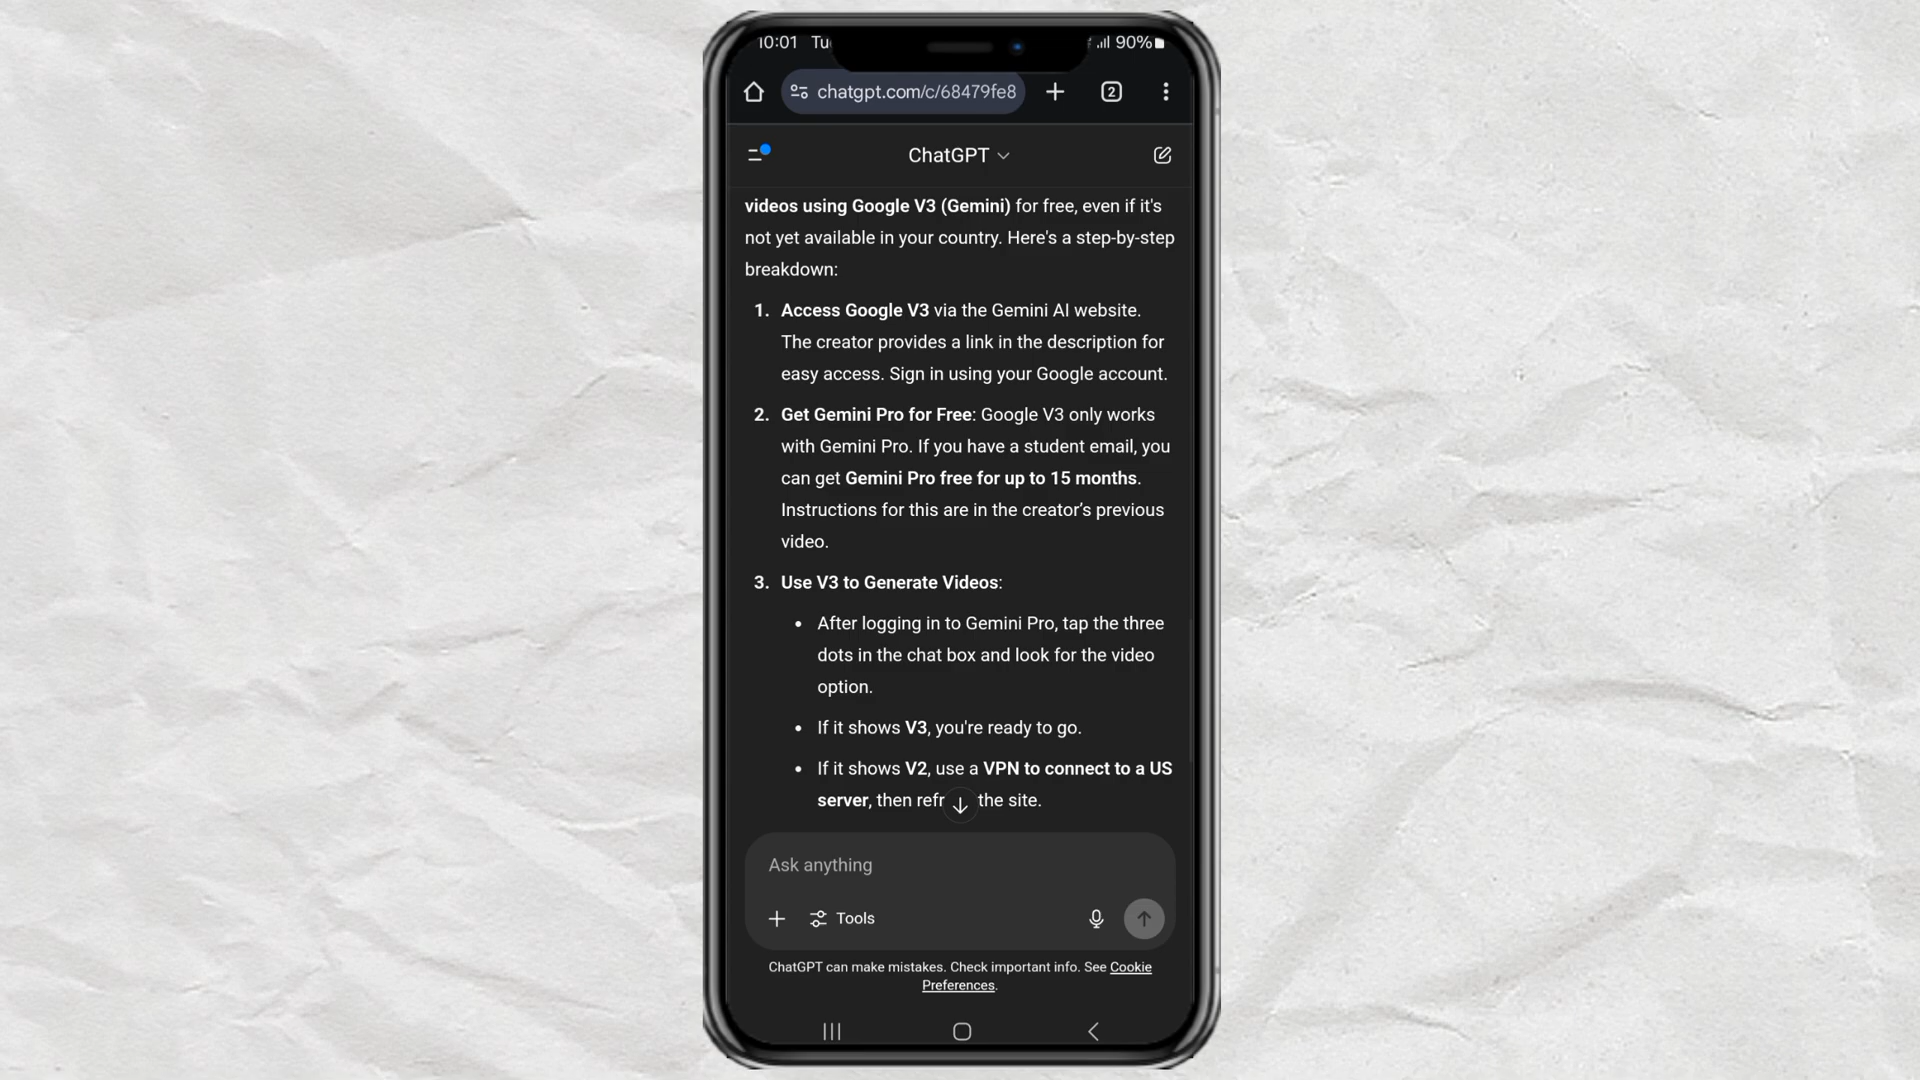 10:01 Tu 90%
chatgpt.com/c/68479fe8
2
ChatGPT
videos using Google V3 (Gemini) for free, even if it's
not yet available in your country. Here's a step-by-step
breakdown:
1. Access Google V3 via the Gemini AI website.
The creator provides a link in the description for
easy access. Sign in using your Google account.
2. Get Gemini Pro for Free: Google V3 only works
with Gemini Pro. If you have a student email, you
can get Gemini Pro free for up to 15 months.
Instructions for this are in the creator’s previous
video.
3. Use V3 to Generate Videos:
• After logging in to Gemini Pro, tap the three
dots in the chat box and look for the video
option.
• If it shows V3, you're ready to go.
• If it shows V2, use a VPN to connect to a US
server, then refr the site.
Ask anything
Tools
ChatGPT can make mistakes. Check important info. See Cookie
Preferences.